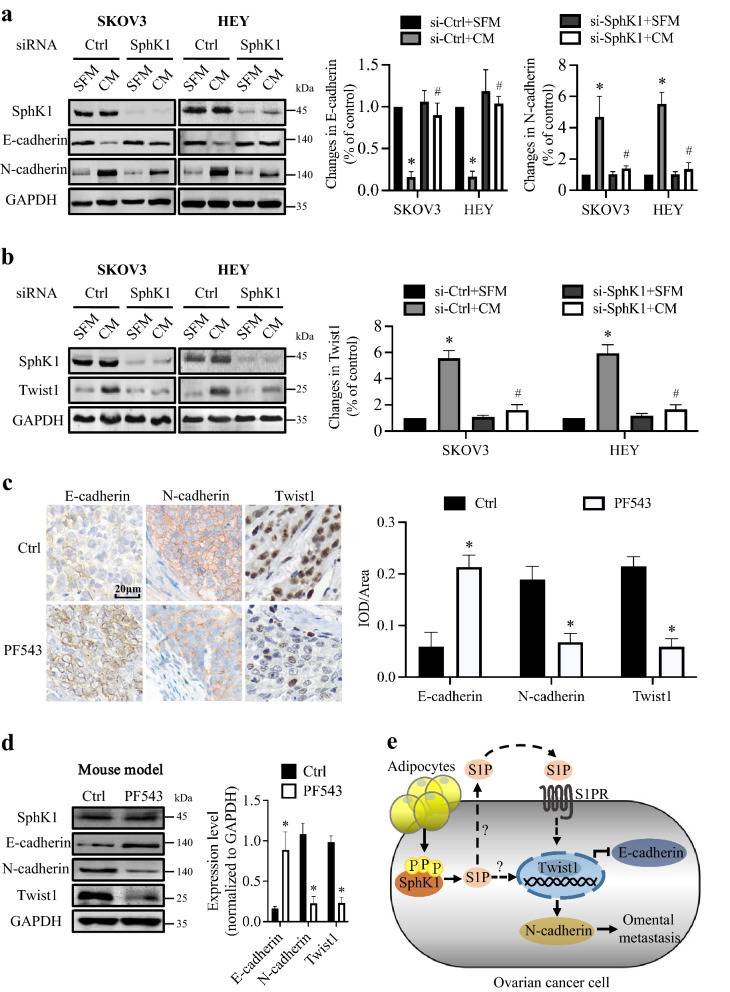 a
SKOV3 HEY
siRNA Ctrl SphK1 Ctrl SphK1
SFM CM SFM CM SFM CM SFM CM
kDa
SphK1 45
E-cadherin 140
N-cadherin 140
GAPDH 35
si-Ctrl+SFM si-SphK1+SFM
si-Ctrl+CM si-SphK1+CM
Changes in E-cadherin
(% of control)
1.5
1.0
0.5
0.0
* # * #
SKOV3 HEY
Changes in N-cadherin
(% of control)
8
6
4
2
0
* # * #
SKOV3 HEY
b
SKOV3 HEY
siRNA Ctrl SphK1 Ctrl SphK1
SFM CM SFM CM SFM CM SFM CM
kDa
SphK1 45
Twist1 25
GAPDH 35
si-Ctrl+SFM si-SphK1+SFM
si-Ctrl+CM si-SphK1+CM
Changes in Twist1
(% of control)
8
6
4
2
0
* # * #
SKOV3 HEY
c
E-cadherin N-cadherin Twist1
Ctrl
20μm
PF543
Ctrl PF543
IOD/Area
0.3
0.2
0.1
0.0
* * *
E-cadherin N-cadherin Twist1
d
Mouse model
Ctrl PF543 kDa
SphK1 45
E-cadherin 140
N-cadherin 140
Twist1 25
GAPDH 35
Ctrl
PF543
Expression level
(normalized to GAPDH)
1.5
1.0
0.5
0.0
* * *
E-cadherin
N-cadherin
Twist1
e
Adipocytes
S1P S1P
S1PR
?
P P P
SphK1 S1P ? Twist1 E-cadherin
N-cadherin Omental
metastasis
Ovarian cancer cell